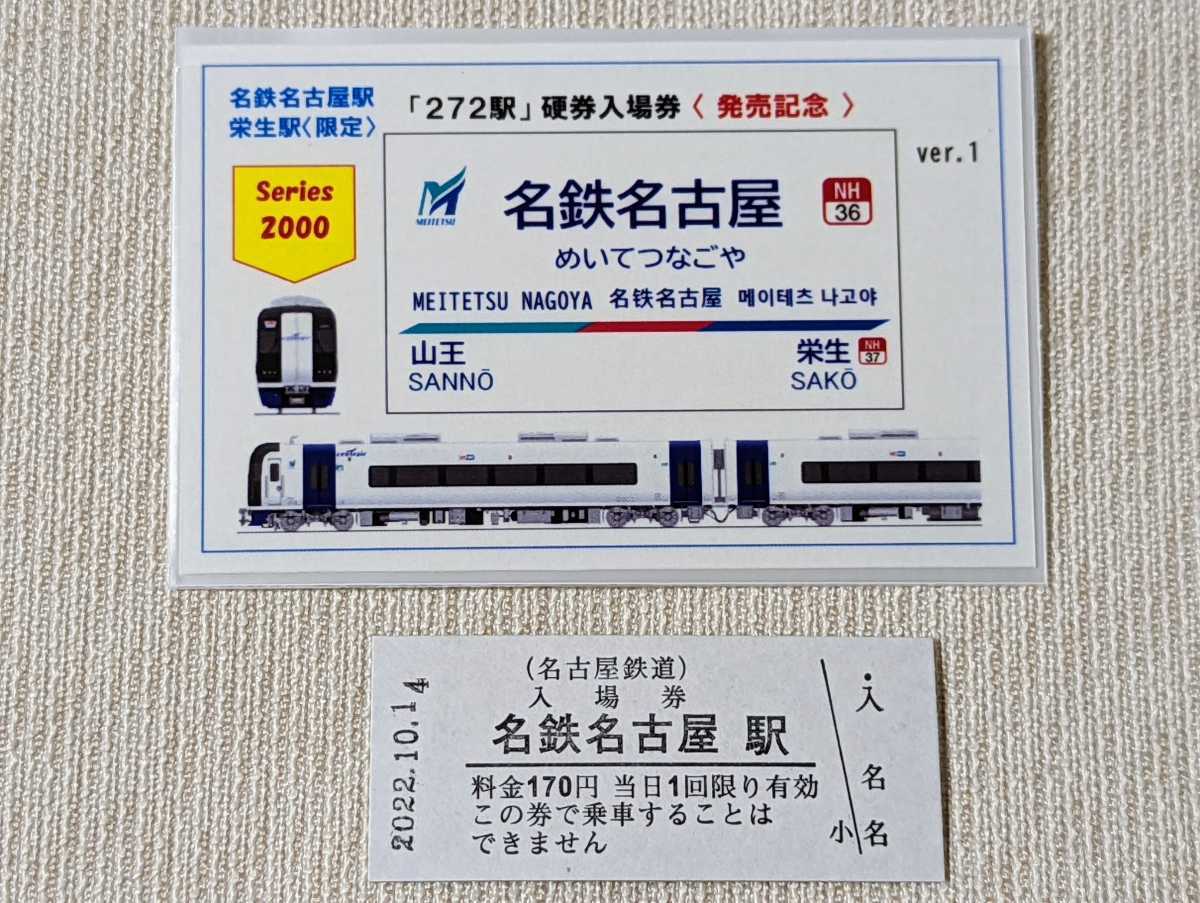 名鉄名古屋駅
栄生駅〈限定〉
「272駅」硬券入場券〈 発売記念 〉
ver.1
Series
2000
MEITETSU
名鉄名古屋
NH
36
めいてつなごや
MEITETSU NAGOYA 名铁名古屋 메이테츠 나고야
山王
SANNŌ
栄生
NH
37
SAKŌ
2022.10.14
(名古屋鉄道)
入場券
名鉄名古屋 駅
料金170円 当日1回限り有効
この券で乗車することは
できません
・入
名
小 名